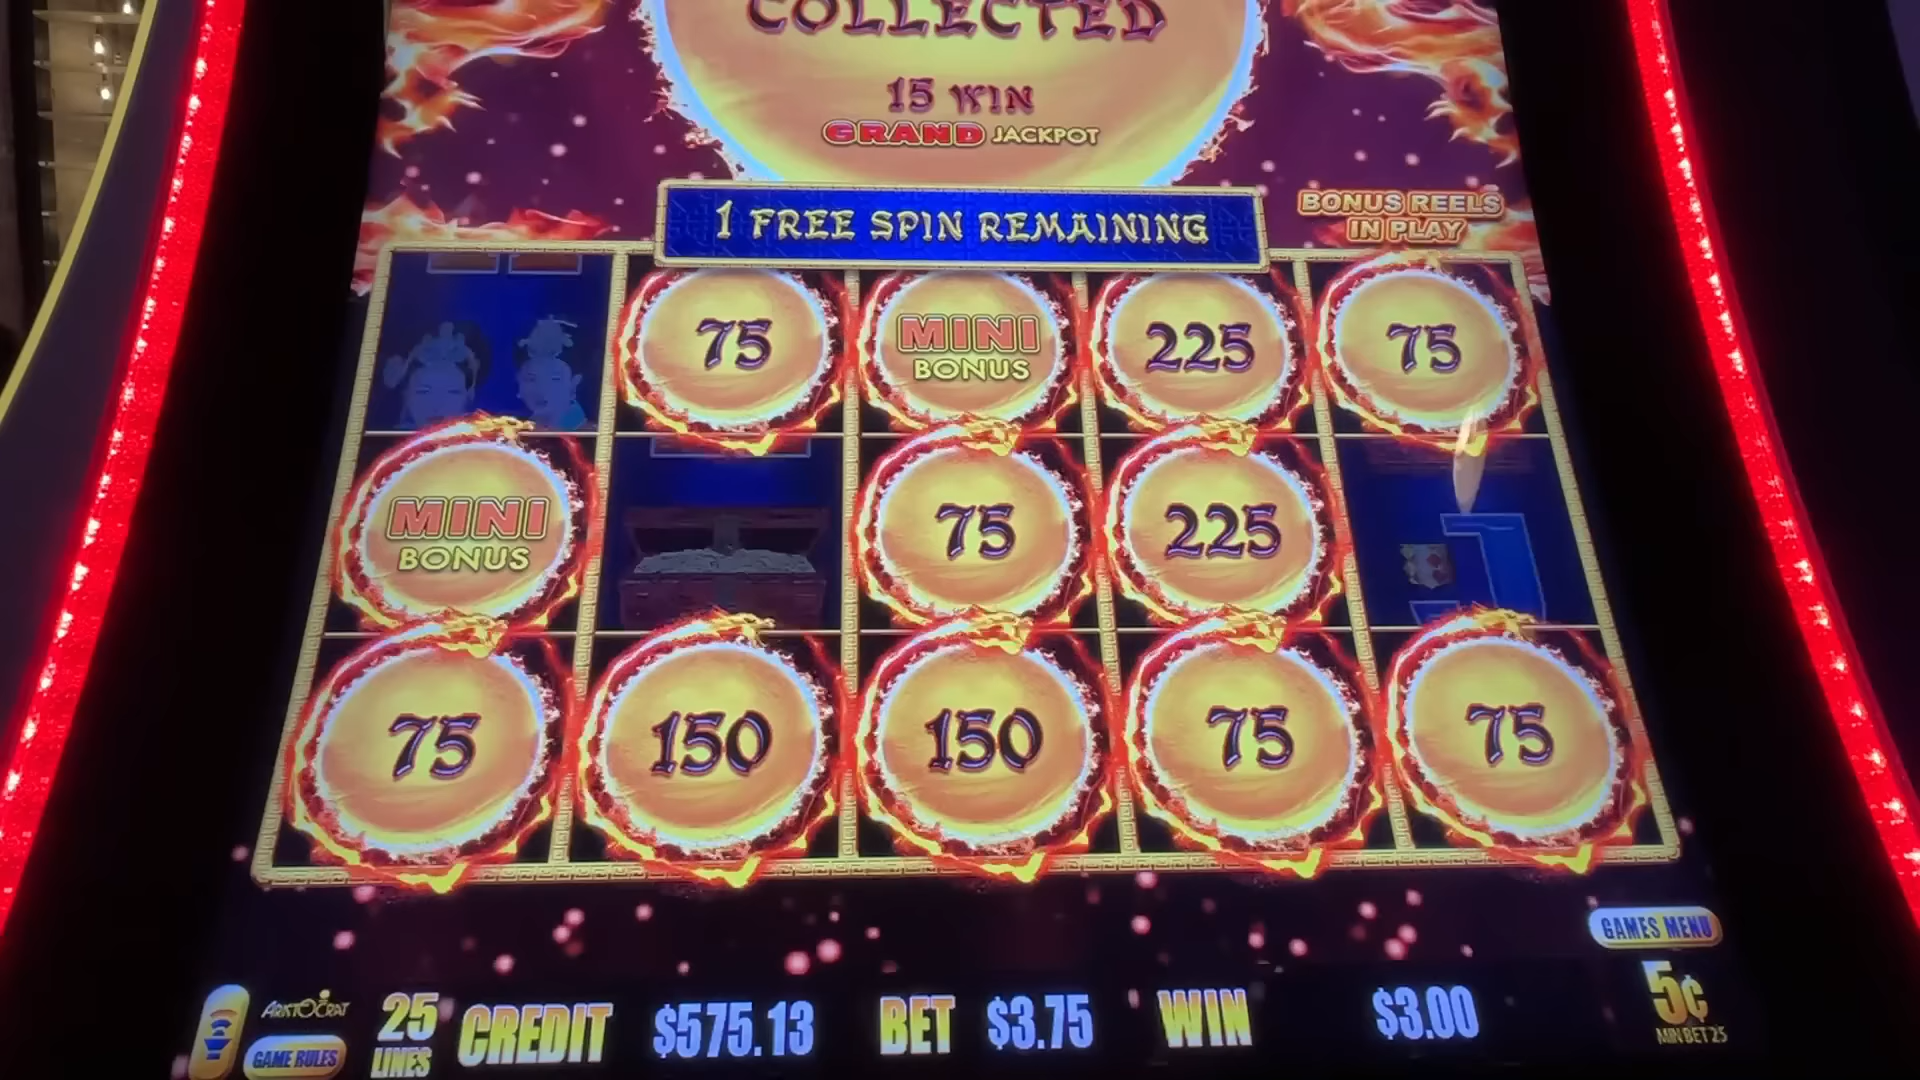 COLLECTED
15 WIN
GRAND JACKPOT
1 FREE SPIN REMAINING
BONUS REELS
IN PLAY
75
MINI
BONUS
225
75
MINI
BONUS
75
225
J
75
150
150
75
75
GAMES MENU
ARISTOCRAT
GAME RULES
25
LINES
CREDIT $575.13
BET $3.75
WIN $3.00
5¢
MIN BET 25